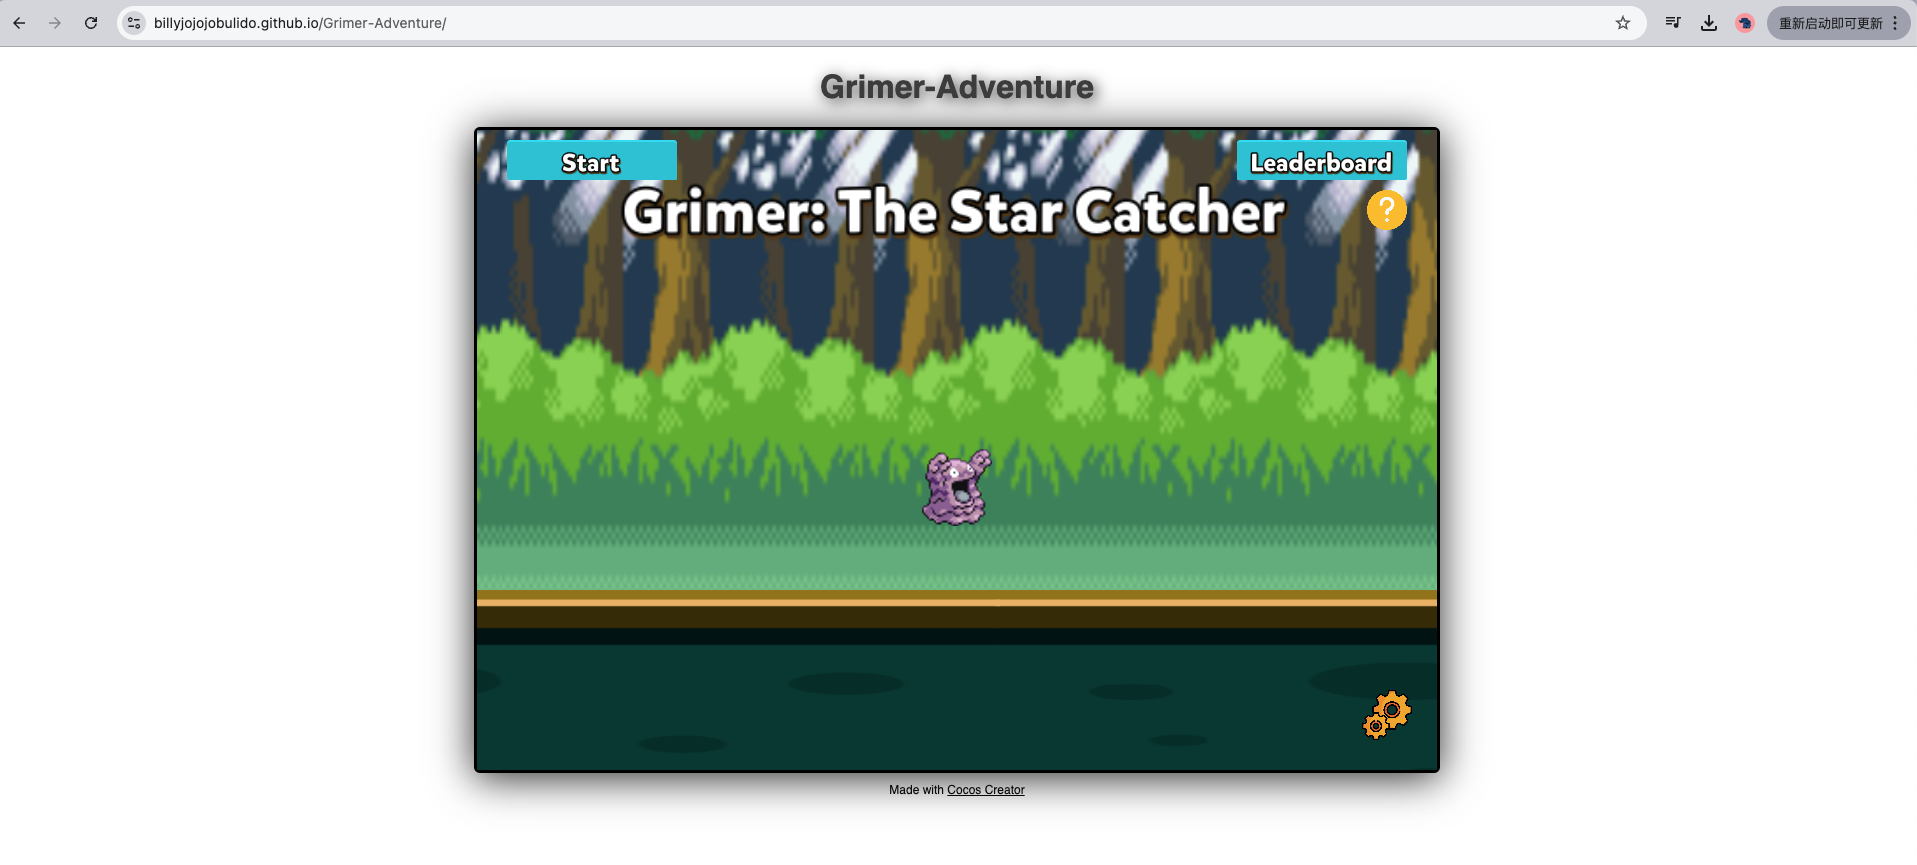 billyjojojobulido.github.io/Grimer-Adventure/
重新启动即可更新
Grimer-Adventure
Start
Leaderboard
Grimer: The Star Catcher
?
Made with Cocos Creator